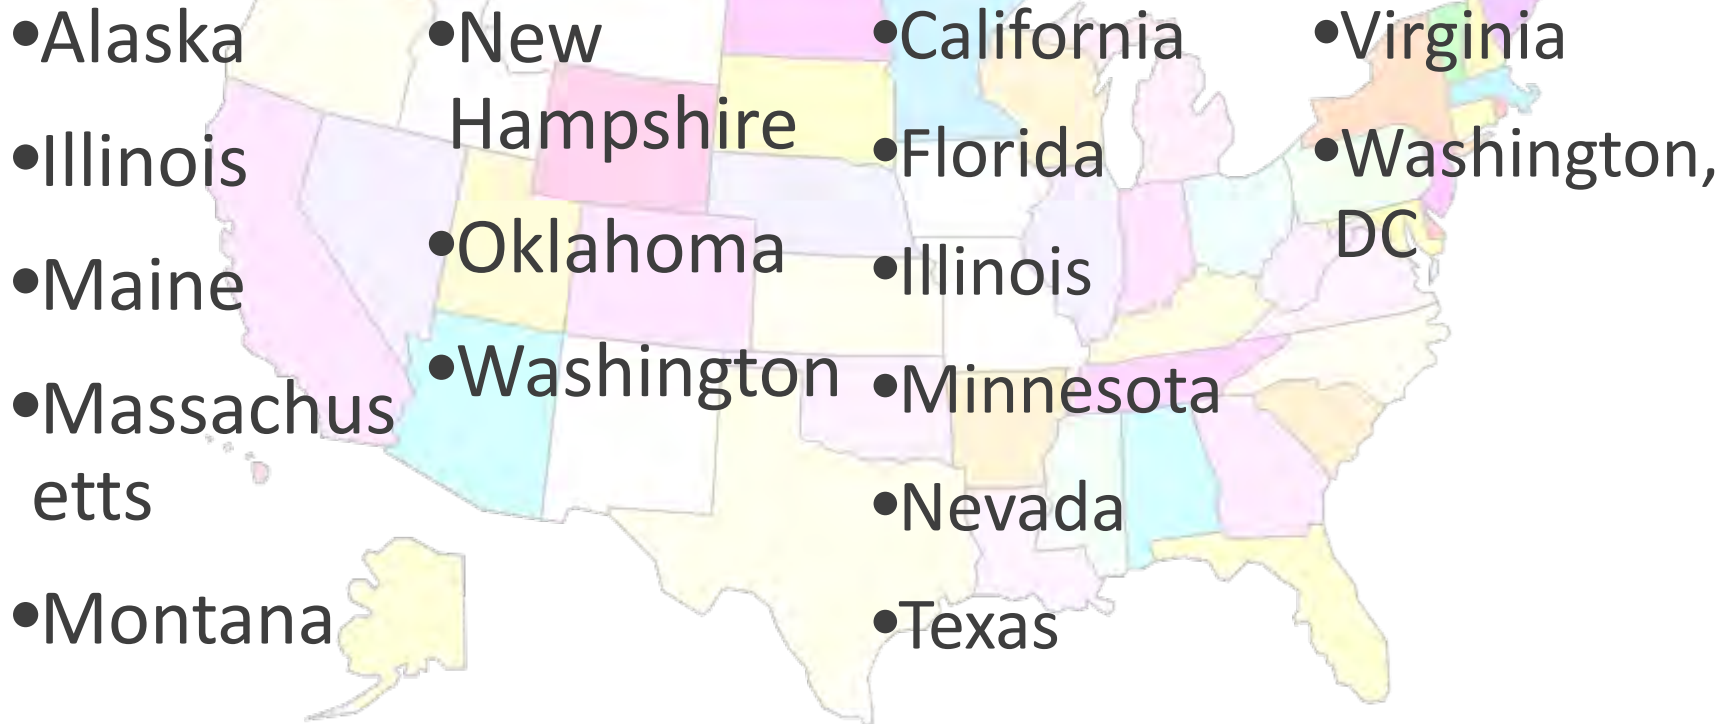 •Alaska
•Illinois
•Maine
•Massachus
etts
•Montana
•New
Hampshire
•Oklahoma
•Washington
•California
•Florida
•Illinois
•Minnesota
•Nevada
•Texas
•Virginia
•Washington,
DC